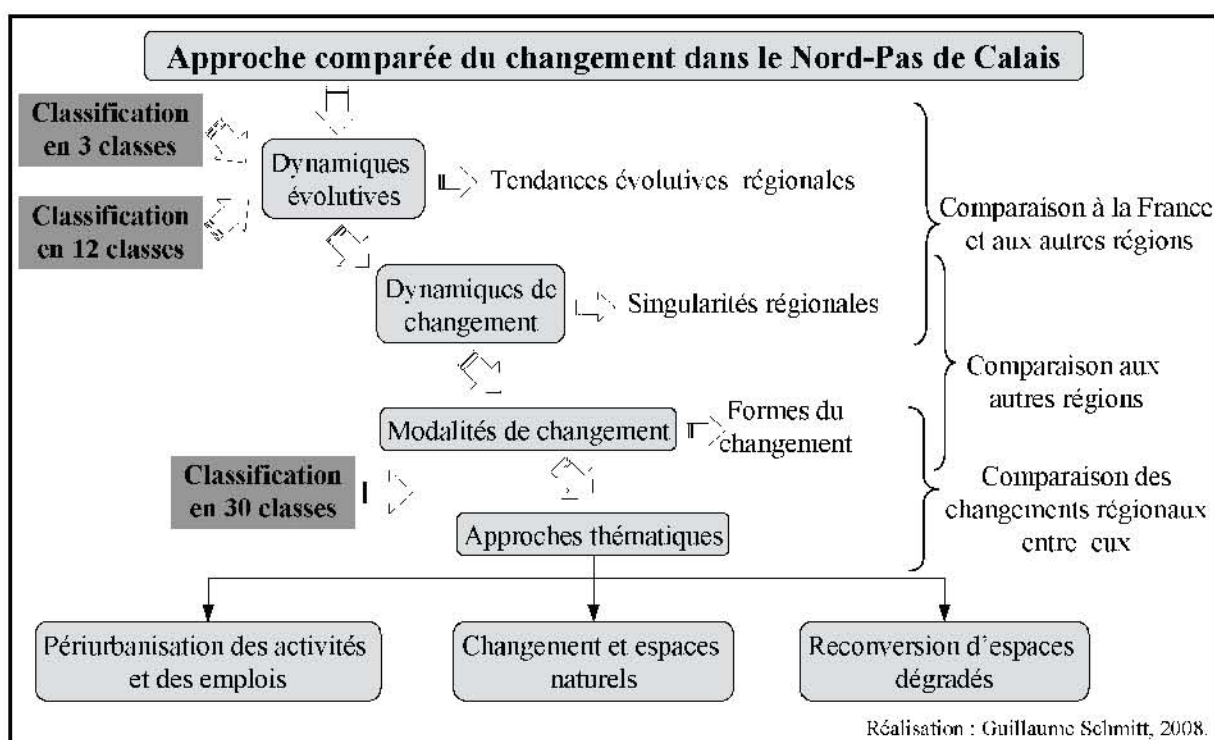 Approche comparée du changement dans le Nord-Pas de Calais
Classification
en 3 classes
Dynamiques
évolutives
Tendances évolutives régionales
Classification
en 12 classes
Comparaison à la France
et aux autres régions
Dynamiques de
changement
Singularités régionales
Comparaison aux
autres régions
Modalités de changement
Formes du
changement
Classification
en 30 classes
Comparaison des
changements régionaux
entre eux
Approches thématiques
Périurbanisation des activités
et des emplois
Changement et espaces
naturels
Reconversion d'espaces
dégradés
Réalisation : Guillaume Schmitt, 2008.